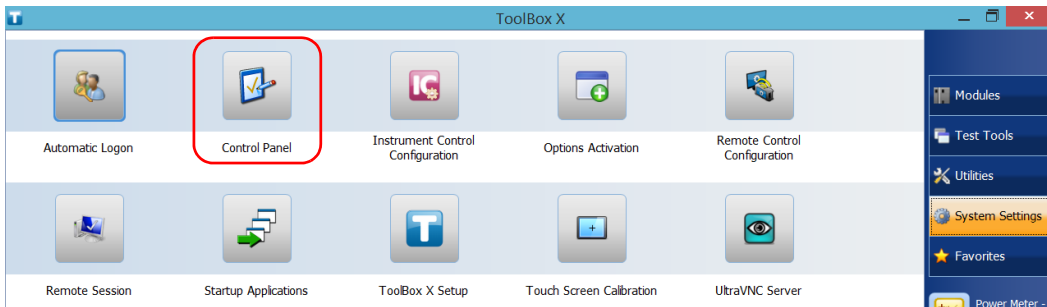 T
ToolBox X
IC
Automatic Logon
Control Panel
Instrument Control
Configuration
Options Activation
Remote Control
Configuration
T
Remote Session
Startup Applications
ToolBox X Setup
Touch Screen Calibration
UltraVNC Server
Modules
Test Tools
Utilities
System Settings
Favorites
Power Meter -